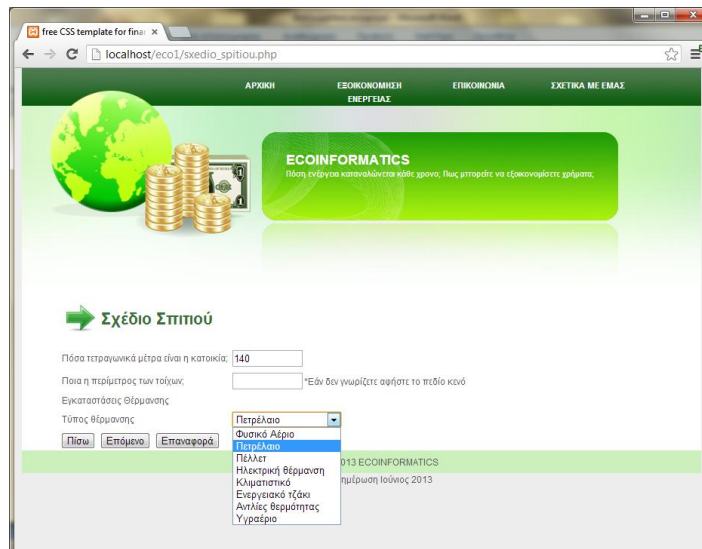 free CSS template for finan
localhost/eco1/sxedio_spitiou.php
ΑΡΧΙΚΗ ΕΞΟΙΚΟΝΟΜΗΣΗ ΕΝΕΡΓΕΙΑΣ ΕΠΙΚΟΙΝΩΝΙΑ ΣΧΕΤΙΚΑ ΜΕ ΕΜΑΣ
ECOINFORMATICS
Πόση ενέργεια καταναλώνεται κάθε χρονο; Πως μπορείτε να εξοικονομίσετε χρήματα;
Σχέδιο Σπιτιού
Πόσα τετραγωνικά μέτρα είναι η κατοικία; 140
Ποια η περίμετρος των τοίχων; *Εάν δεν γνωρίζετε αφήστε το πεδίο κενό
Εγκαταστάσεις Θέρμανσης
Τύπος θέρμανσης Πετρέλαιο
Πίσω Επόμενο Επαναφορά
Φυσικό Αέριο
Πετρέλαιο
Πέλλετ
Ηλεκτρική θέρμανση
Κλιματιστικό
Ενεργειακό τζάκι
Αντλίες θερμότητας
Υγραέριο
013 ECOINFORMATICS
ημέρωση Ιούνιος 2013